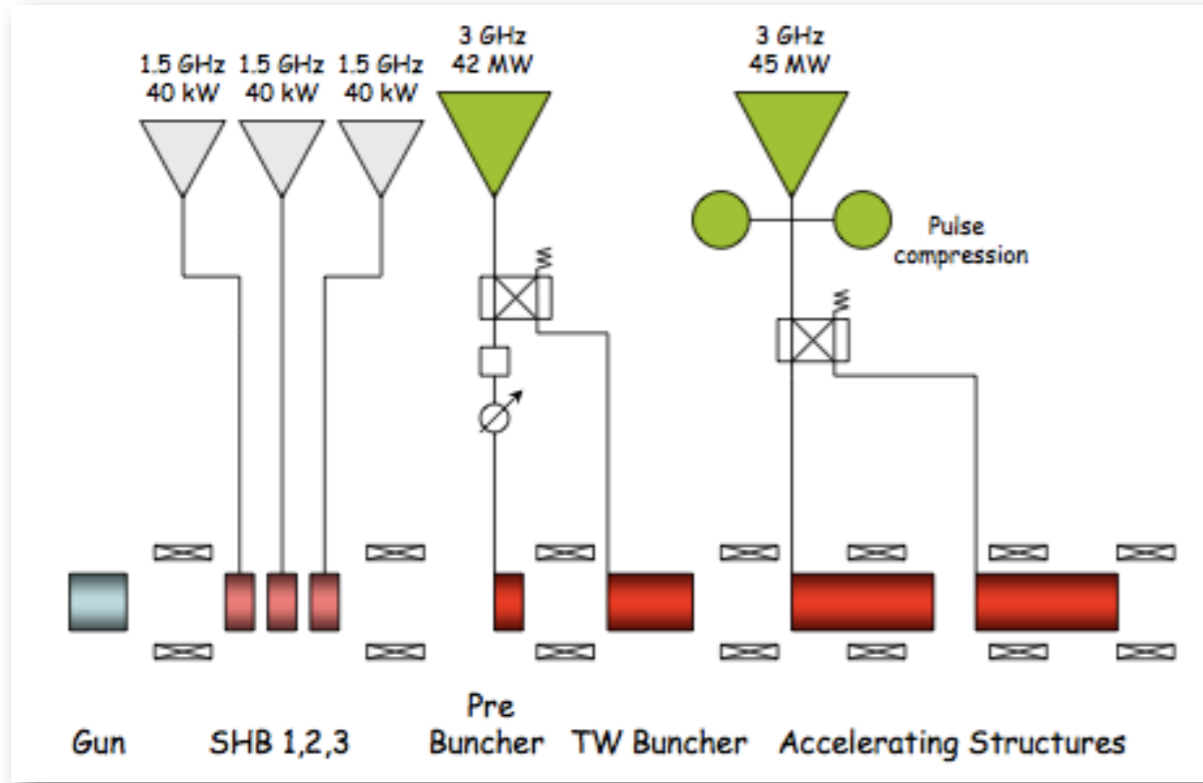 3 GHz
42 MW
3 GHz
45 MW
1.5 GHz 1.5 GHz 1.5 GHz
40 kW 40 kW 40 kW
Pulse
compression
Pre
Gun SHB 1,2,3 Buncher TW Buncher Accelerating Structures